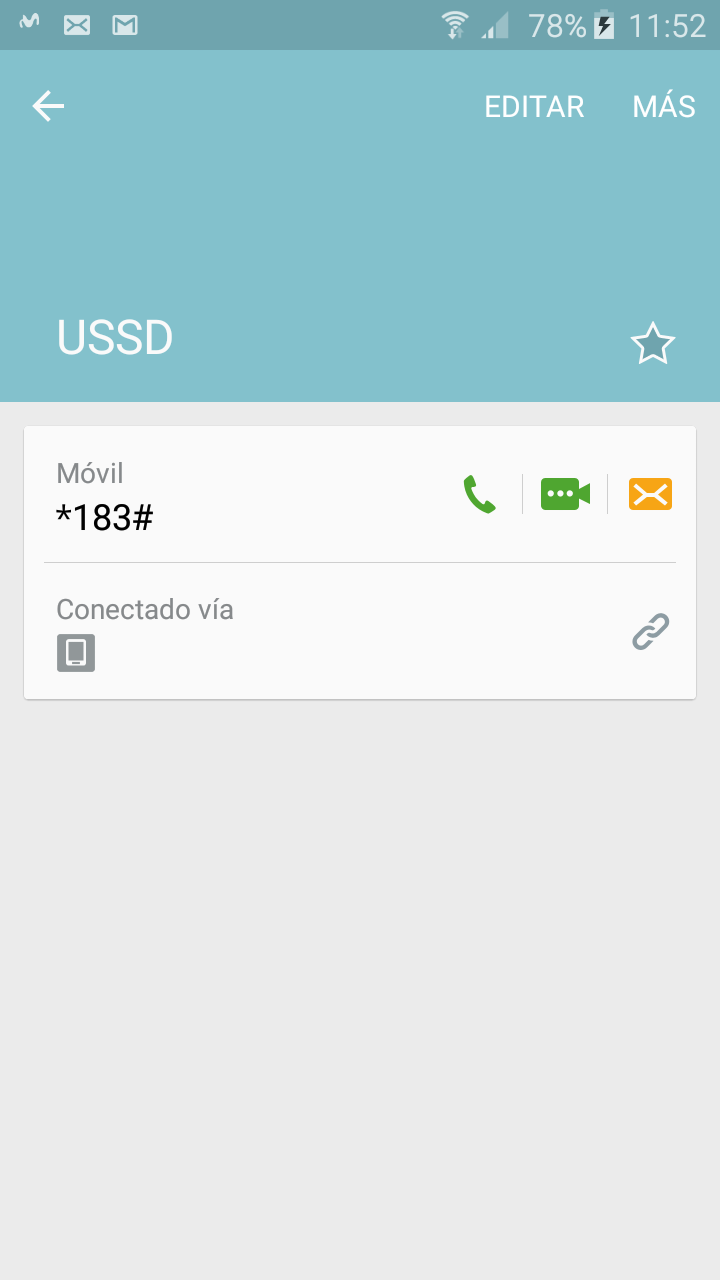 78% 11:52
EDITAR MÁS
USSD
Móvil
*183#
Conectado vía